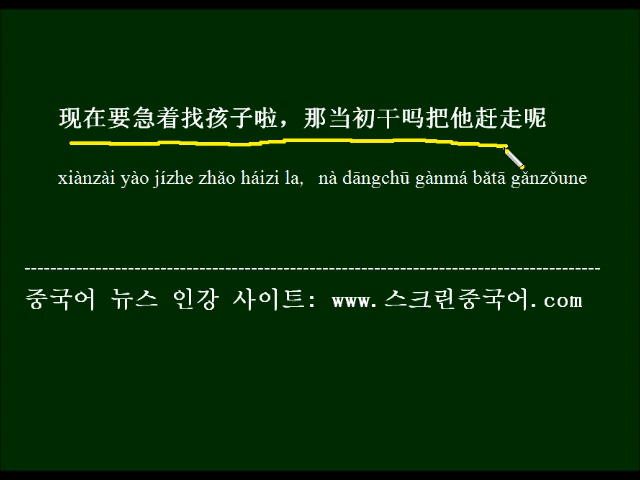 现在要急着找孩子啦，那当初干吗把他赶走呢
xiànzài yào jízhe zhǎo háizi la, nà dāngchū gànmá bǎtā gǎnzǒune
중국어 뉴스 인강 사이트: www.스크린중국어.com